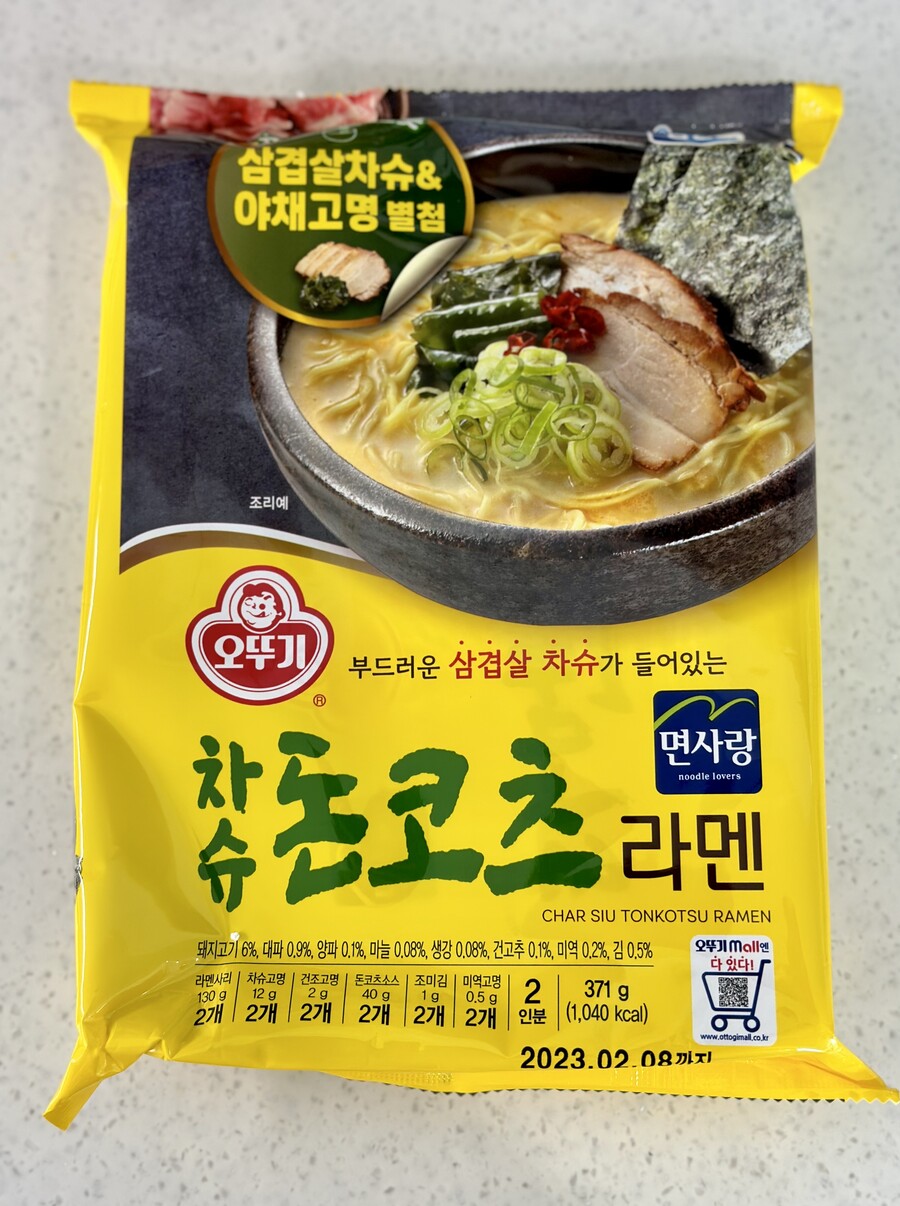 삼겹살차슈&
야채고명 별첨
조리예
오뚜기
®
부드러운 삼겹살 차슈가 들어있는
면사랑
noodle lovers
차슈 돈코츠 라멘
CHAR SIU TONKOTSU RAMEN
돼지고기 6%, 대파 0.9%, 양파 0.1%, 마늘 0.08%, 생강 0.08%, 건고추 0.1%, 미역 0.2%, 김 0.5%
라멘사리 차슈고명 건조고명 돈코츠소스 조미김 미역고명
130 g 12 g 2 g 40 g 1 g 0.5 g
2개 2개 2개 2개 2개 2개
2
인분
371 g
(1,040 kcal)
오뚜기mall엔
다 있다!
www.ottogimall.co.kr
2023.02.08까지